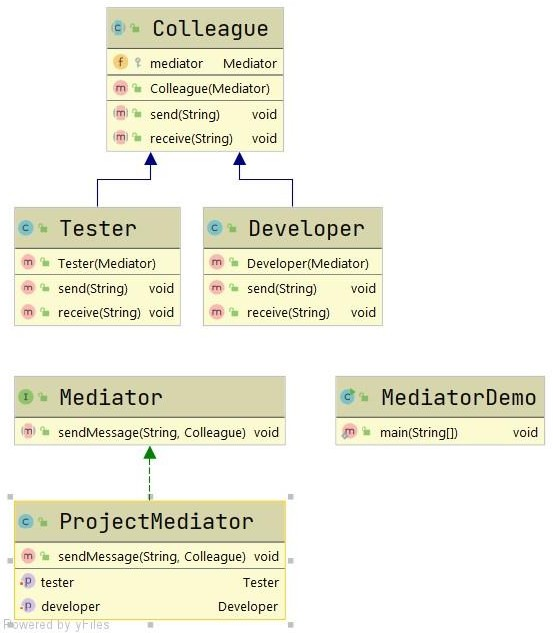 Colleague
mediator Mediator
Colleague(Mediator)
send(String) void
receive(String) void
Tester
Tester(Mediator)
send(String) void
receive(String) void
Developer
Developer(Mediator)
send(String) void
receive(String) void
Mediator
sendMessage(String, Colleague) void
MediatorDemo
main(String[]) void
ProjectMediator
sendMessage(String, Colleague) void
tester Tester
developer Developer
Powered by yFiles